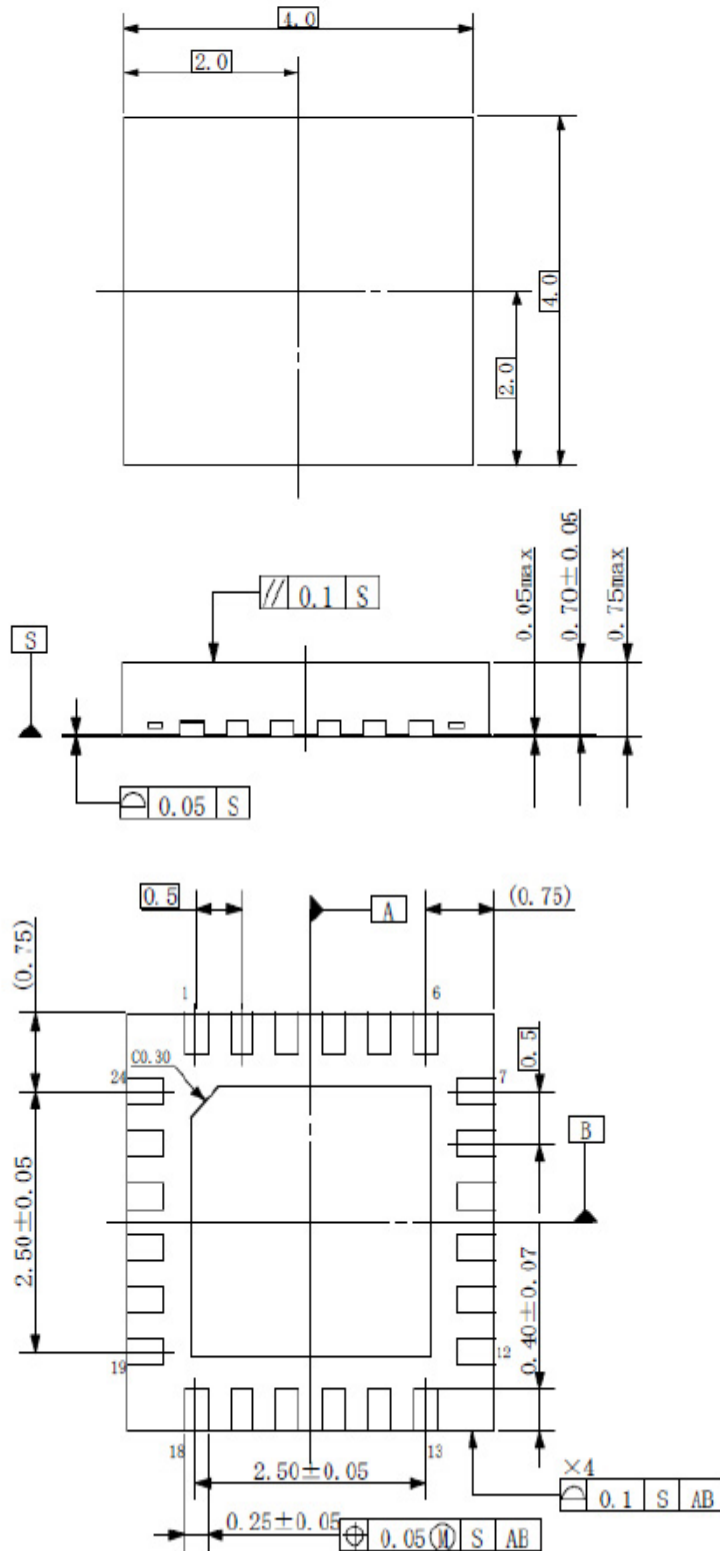 4.0
2.0
4.0
2.0
// 0.1 S
0.05max
0.70±0.05
0.75max
S
0.05 S
0.5
A
(0.75)
(0.75)
1
6
C0.30
24
7
0.5
B
2.50±0.05
0.40±0.07
19
12
18
13
2.50±0.05
×4
0.1 S AB
0.25±0.05
⌖ 0.05 Ⓜ S AB